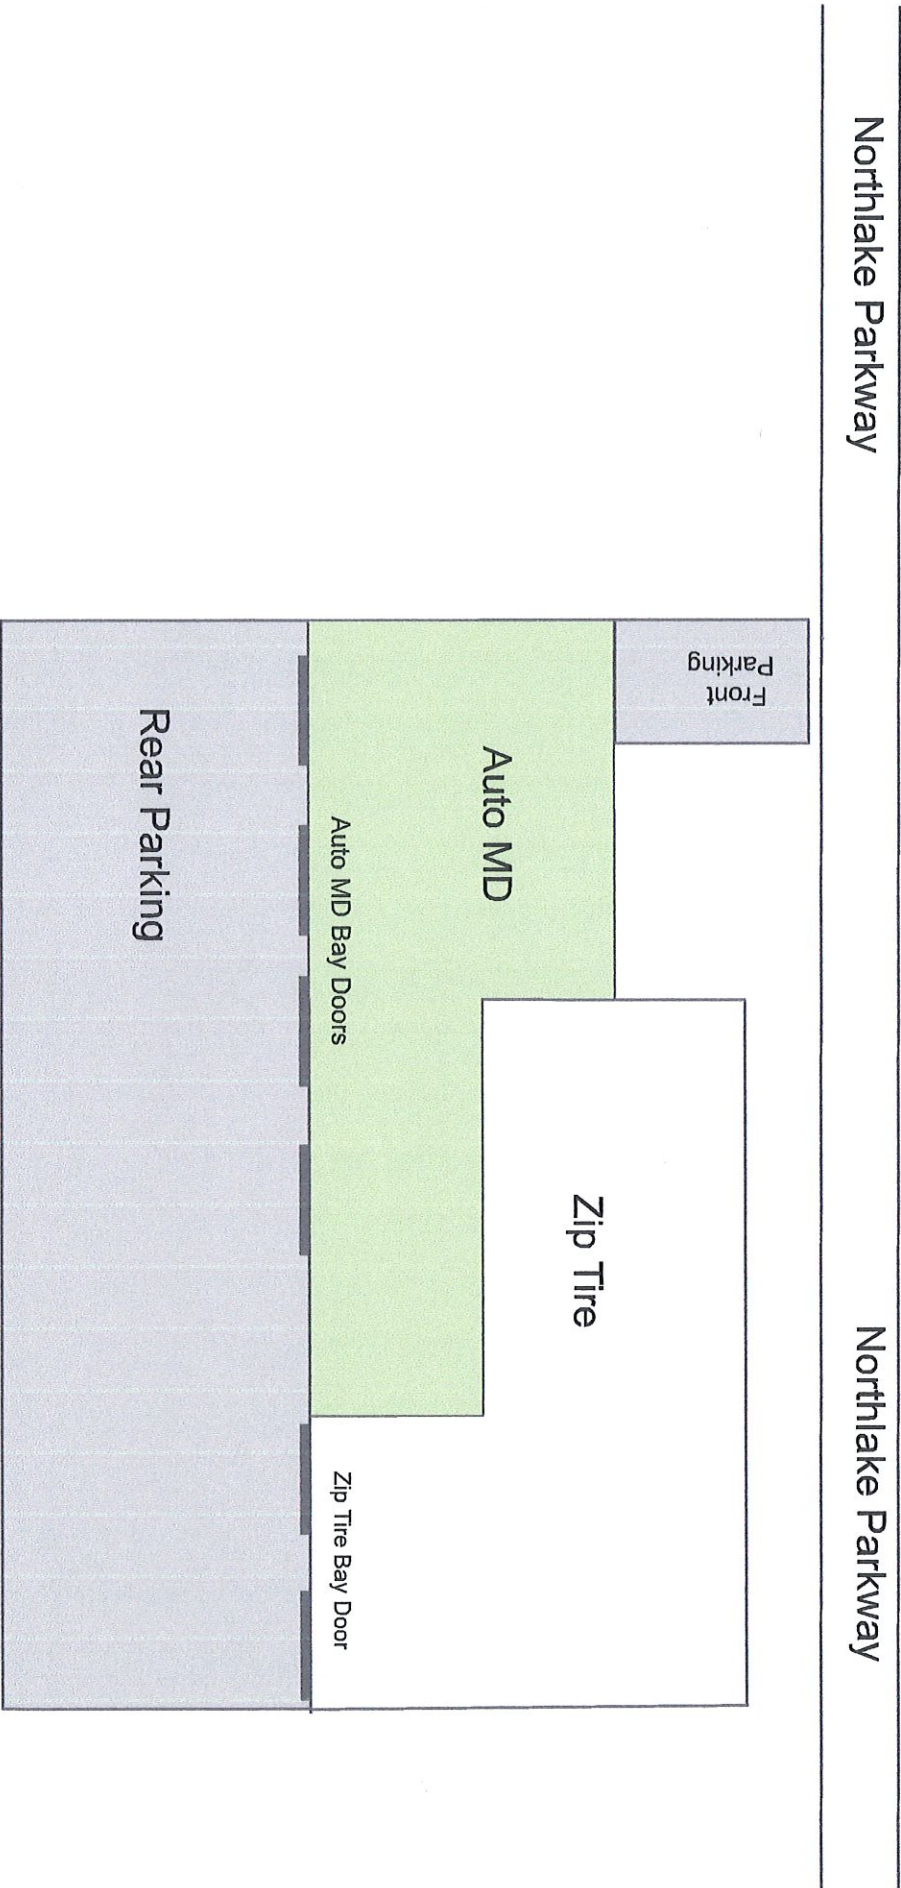 Northlake Parkway
Northlake Parkway
Front
Parking
Auto MD
Zip Tire
Auto MD Bay Doors
Zip Tire Bay Door
Rear Parking